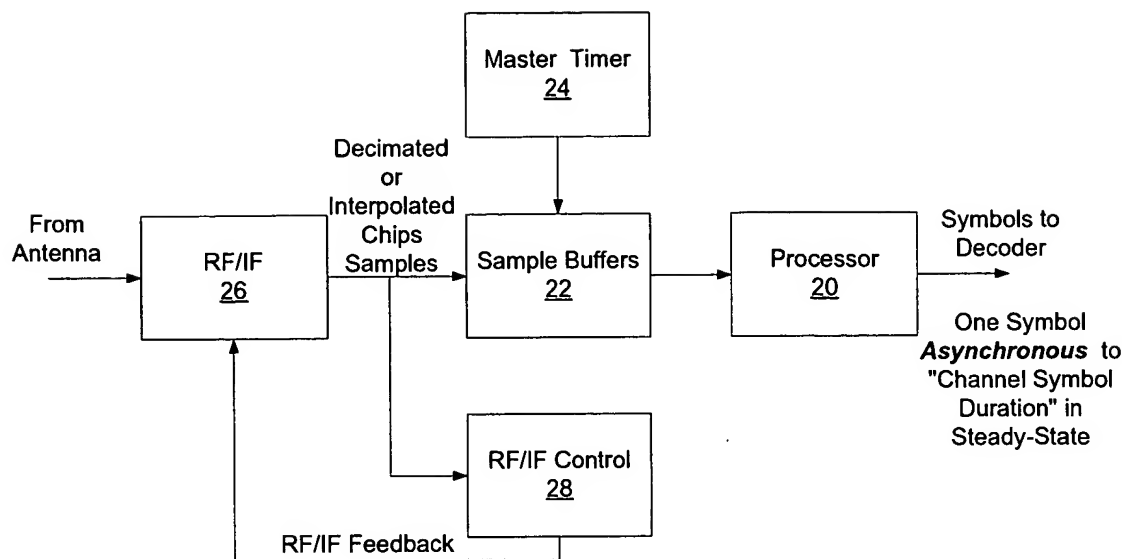 Master Timer
24
Decimated
or
Interpolated
Chips
Samples
From
Antenna
RF/IF
26
Sample Buffers
22
Processor
20
Symbols to
Decoder
One Symbol
Asynchronous to
"Channel Symbol
Duration" in
Steady-State
RF/IF Control
28
RF/IF Feedback